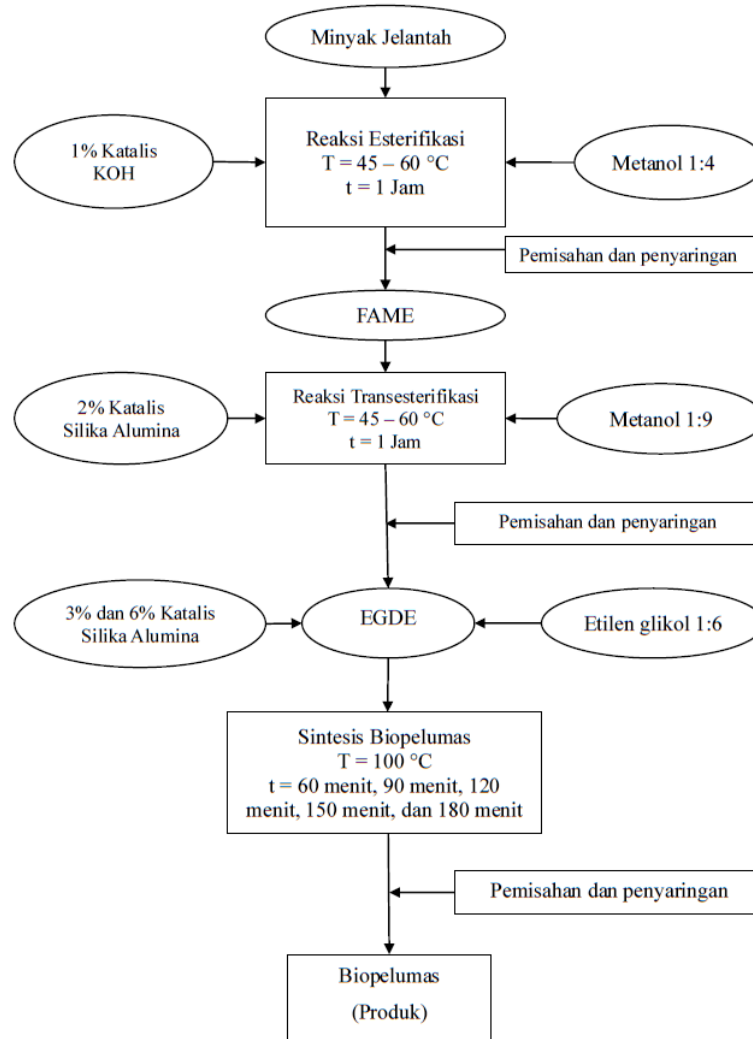 Minyak Jelantah
1% Katalis
KOH
Reaksi Esterifikasi
T = 45 – 60 °C
t = 1 Jam
Metanol 1:4
Pemisahan dan penyaringan
FAME
2% Katalis
Silika Alumina
Reaksi Transesterifikasi
T = 45 – 60 °C
t = 1 Jam
Metanol 1:9
Pemisahan dan penyaringan
3% dan 6% Katalis
Silika Alumina
EGDE
Etilen glikol 1:6
Sintesis Biopelumas
T = 100 °C
t = 60 menit, 90 menit, 120
menit, 150 menit, dan 180 menit
Pemisahan dan penyaringan
Biopelumas
(Produk)